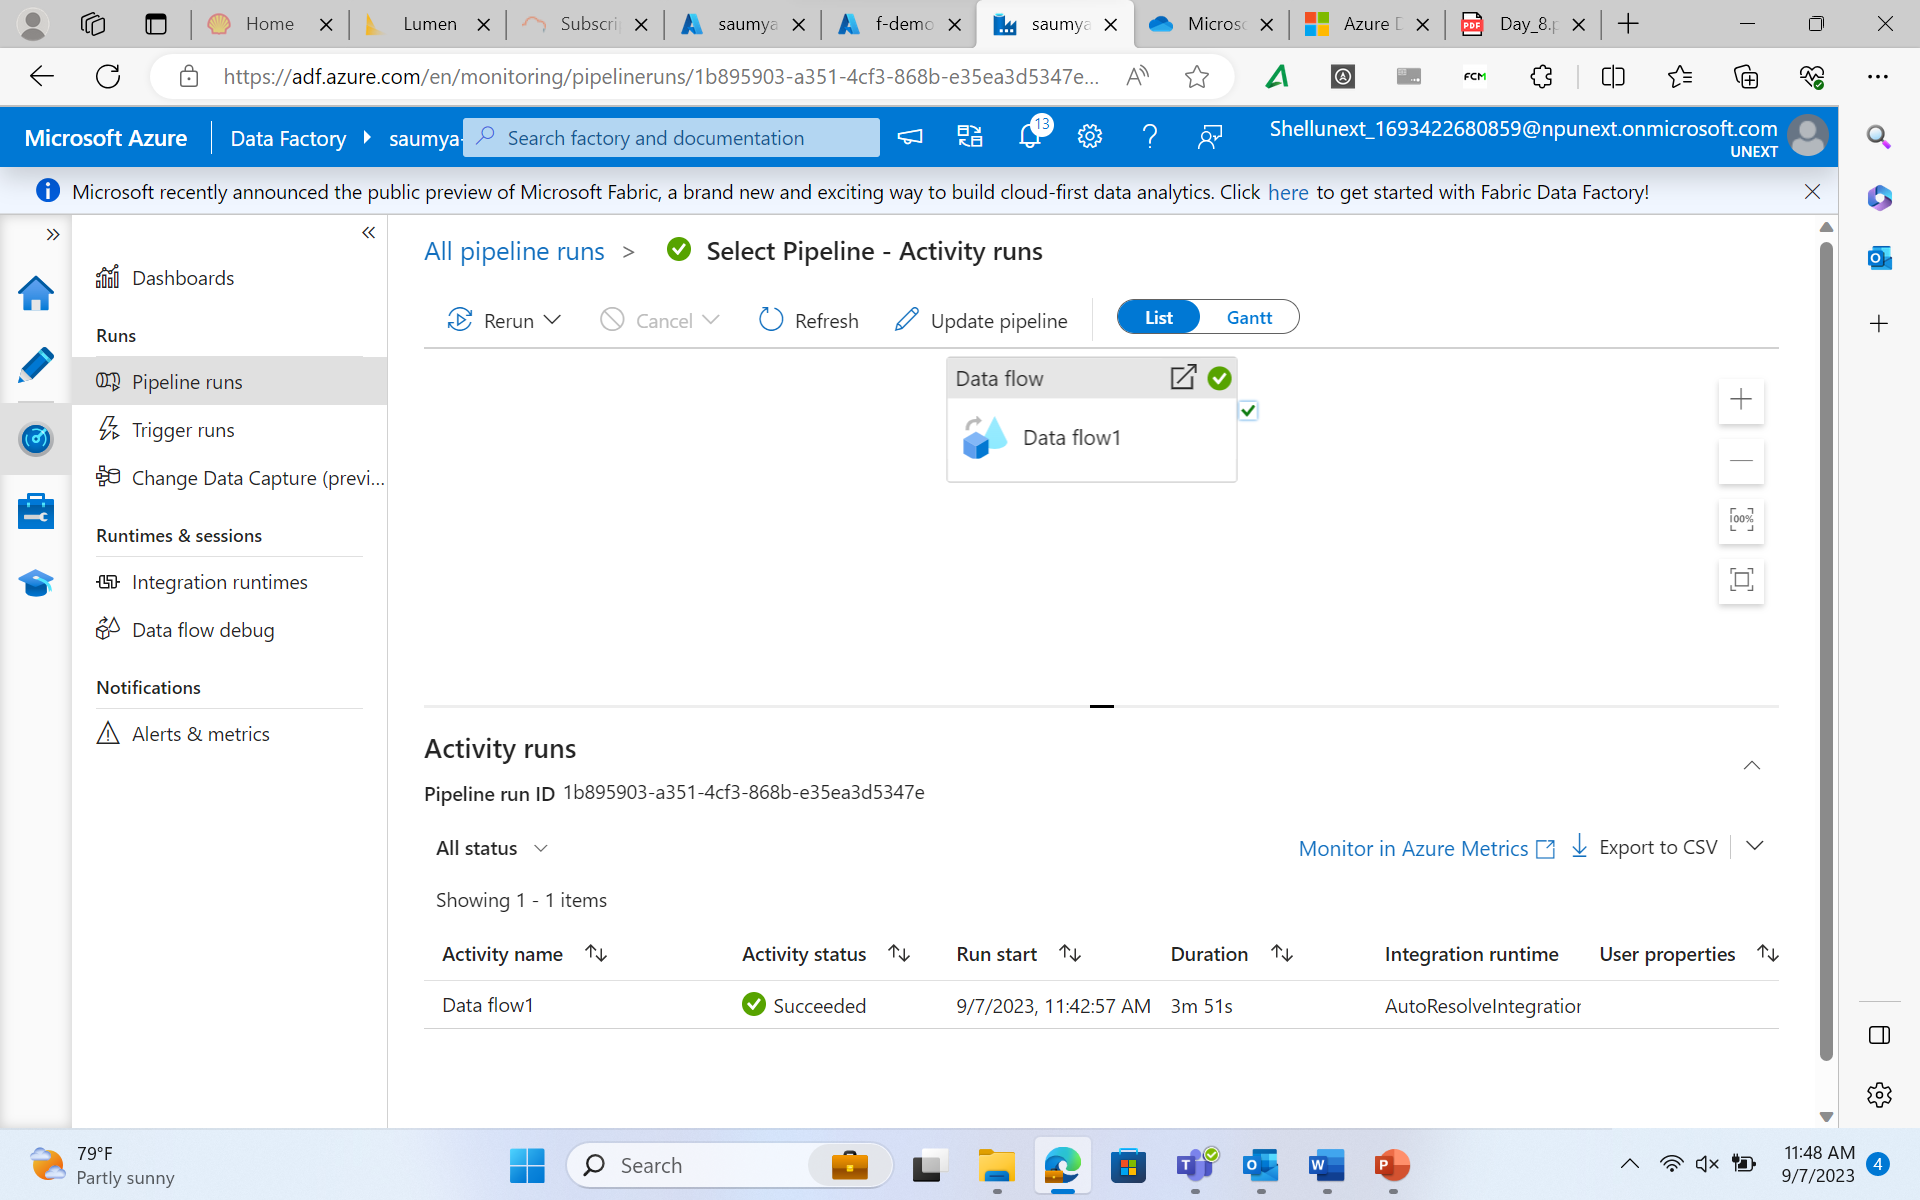 Home
Lumen
Subscri
saumya
f-demo
saumya
Microso
Azure D
Day_8.p
https://adf.azure.com/en/monitoring/pipelineruns/1b895903-a351-4cf3-868b-e35ea3d5347e...
FCM
Microsoft Azure
Data Factory
saumya-
Search factory and documentation
13
Shellunext_1693422680859@npunext.onmicrosoft.com
UNEXT
Microsoft recently announced the public preview of Microsoft Fabric, a brand new and exciting way to build cloud-first data analytics. Click here to get started with Fabric Data Factory!
Dashboards
Runs
Pipeline runs
Trigger runs
Change Data Capture (previ...
Runtimes & sessions
Integration runtimes
Data flow debug
Notifications
Alerts & metrics
All pipeline runs > Select Pipeline - Activity runs
Rerun Cancel Refresh Update pipeline List Gantt
Data flow
Data flow1
100%
Activity runs
Pipeline run ID 1b895903-a351-4cf3-868b-e35ea3d5347e
All status
Monitor in Azure Metrics Export to CSV
Showing 1 - 1 items
Activity name Activity status Run start Duration Integration runtime User properties
Data flow1 Succeeded 9/7/2023, 11:42:57 AM 3m 51s AutoResolveIntegration
79°F
Partly sunny
Search
11:48 AM
9/7/2023
4